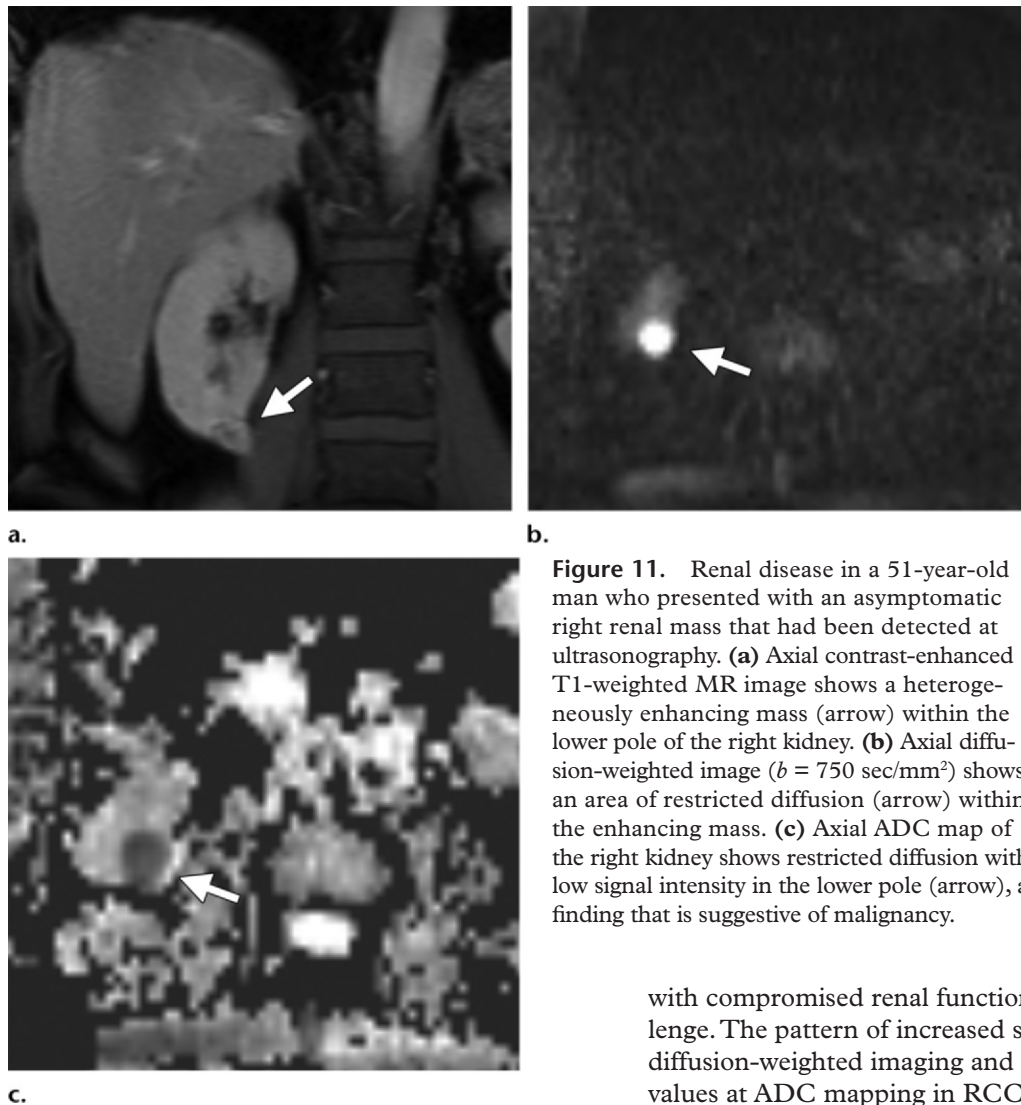 a.
b.
Figure 11. Renal disease in a 51-year-old
man who presented with an asymptomatic
right renal mass that had been detected at
ultrasonography. (a) Axial contrast-enhanced
T1-weighted MR image shows a heteroge-
neously enhancing mass (arrow) within the
lower pole of the right kidney. (b) Axial diffu-
sion-weighted image (b = 750 sec/mm²) shows
an area of restricted diffusion (arrow) within
the enhancing mass. (c) Axial ADC map of
the right kidney shows restricted diffusion with
low signal intensity in the lower pole (arrow), a
finding that is suggestive of malignancy.
with compromised renal function
lenge. The pattern of increased s
diffusion-weighted imaging and
values at ADC mapping in RCC
c.